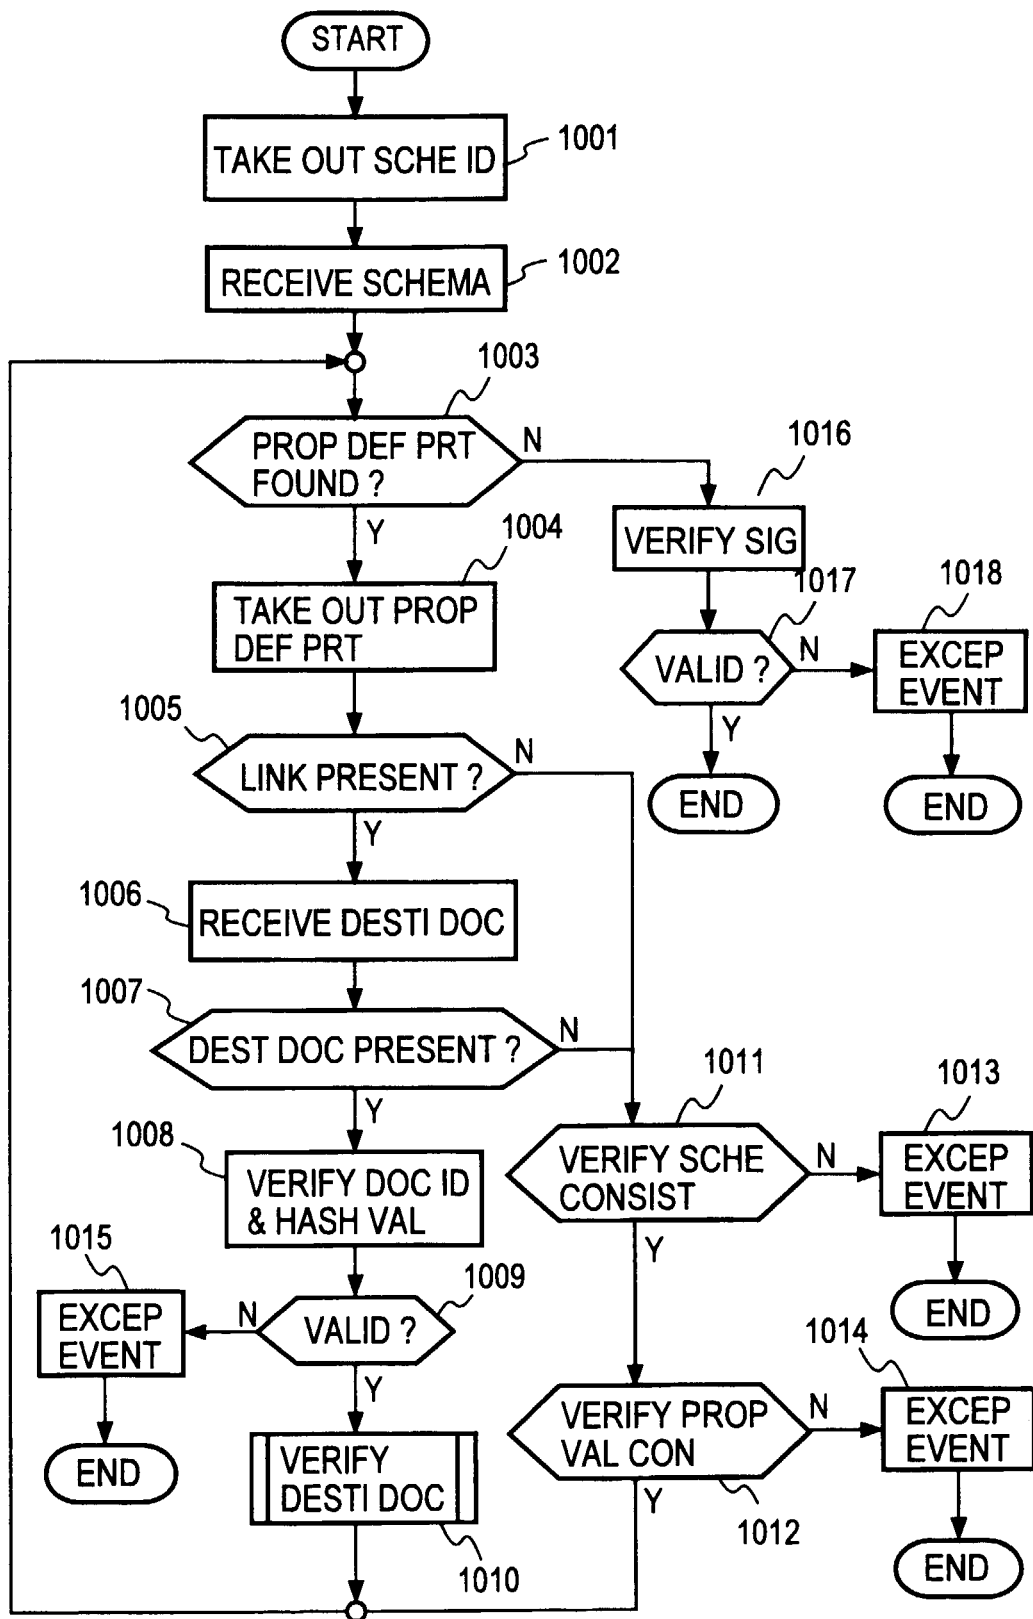 START
TAKE OUT SCHE ID
1001
RECEIVE SCHEMA
1002
1003
PROP DEF PRT
FOUND ?
N
Y
1016
VERIFY SIG
1004
TAKE OUT PROP
DEF PRT
1017
VALID ?
N
Y
1018
EXCEP
EVENT
END
END
1005
LINK PRESENT ?
N
Y
1006
RECEIVE DESTI DOC
1007
DEST DOC PRESENT ?
N
Y
1011
VERIFY SCHE
CONSIST
N
Y
1013
EXCEP
EVENT
END
1008
VERIFY DOC ID
& HASH VAL
1009
VALID ?
N
Y
1015
EXCEP
EVENT
END
VERIFY
DESTI DOC
1010
VERIFY PROP
VAL CON
N
Y
1012
1014
EXCEP
EVENT
END